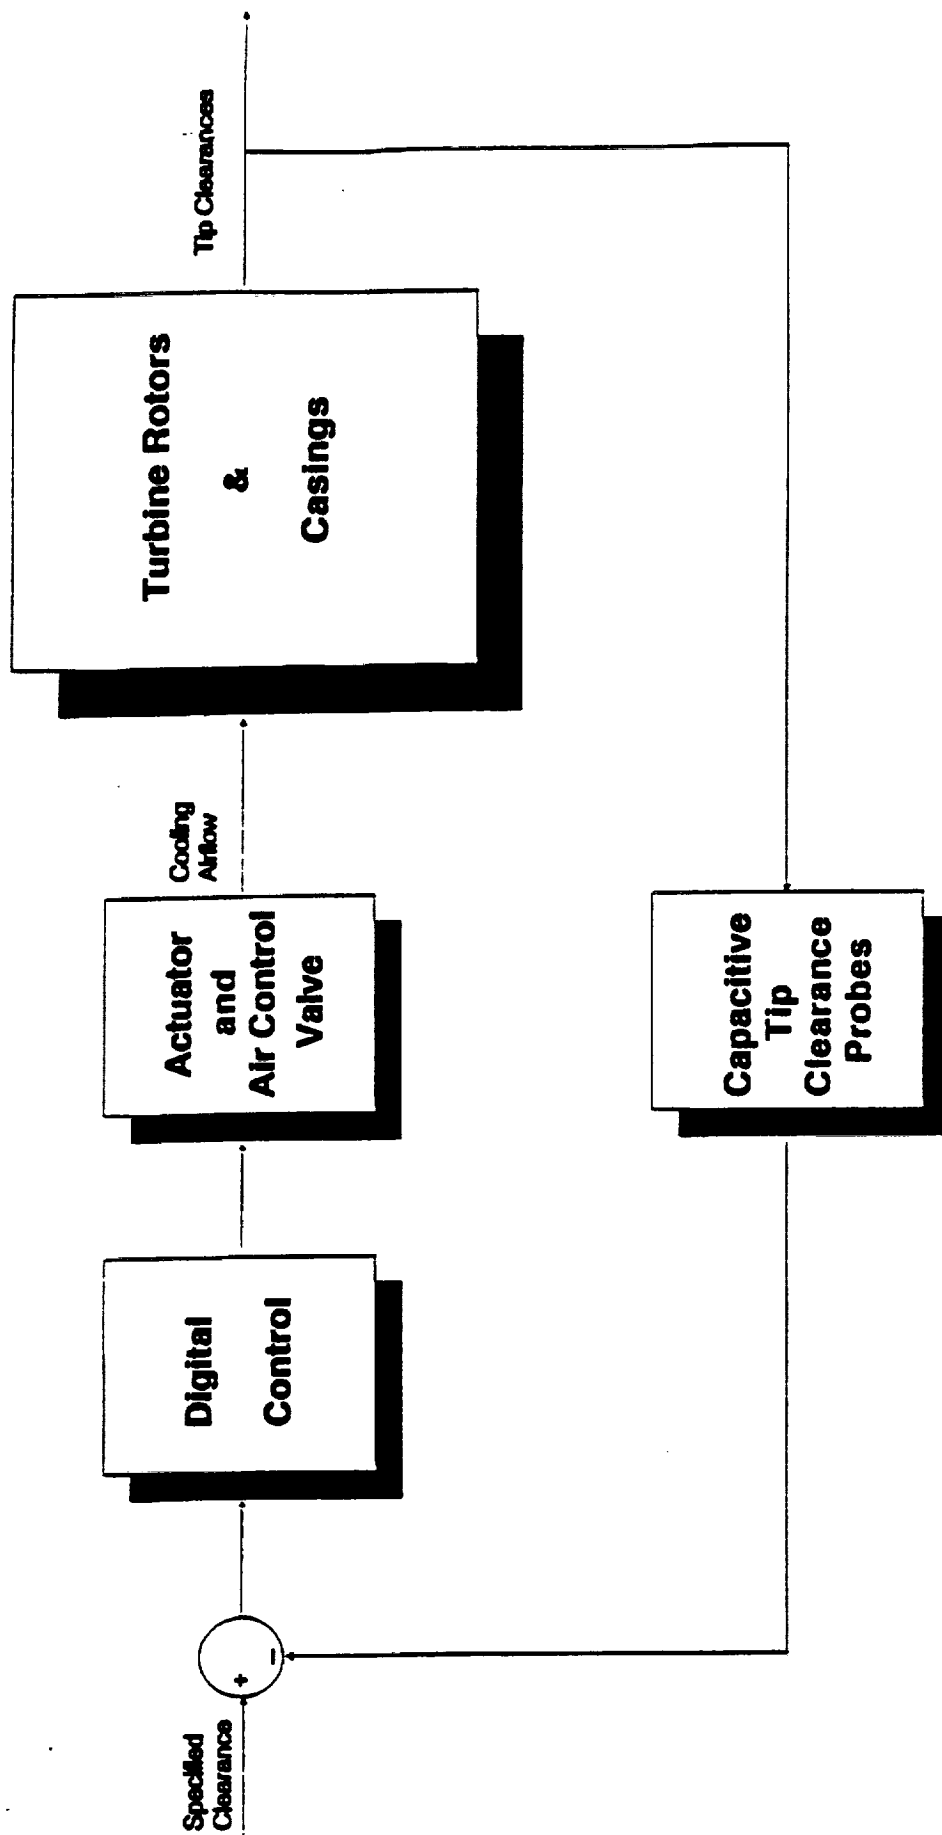 Specified
Clearance
+
-
Digital
Control
Actuator
and
Air Control
Valve
Cooling
Airflow
Turbine Rotors
&
Casings
Tip Clearances
Capacitive
Tip
Clearance
Probes